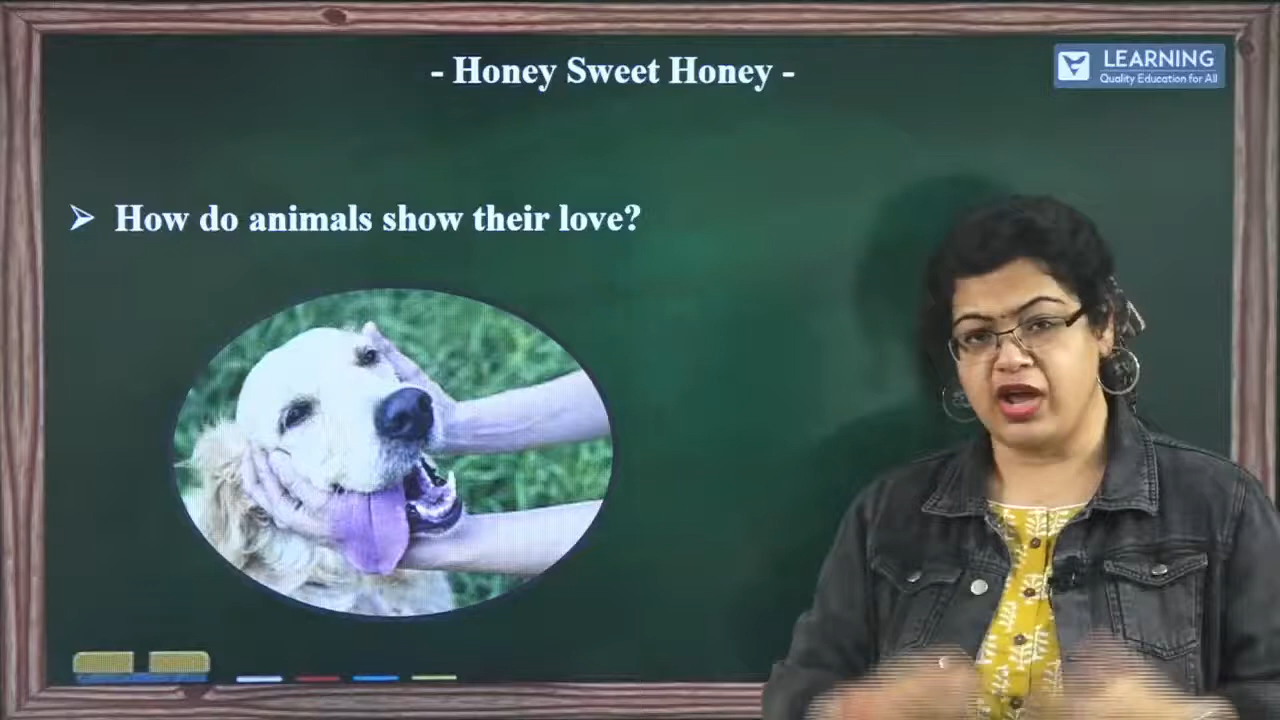 - Honey Sweet Honey -
LEARNING
Quality Education for All
➢ How do animals show their love?